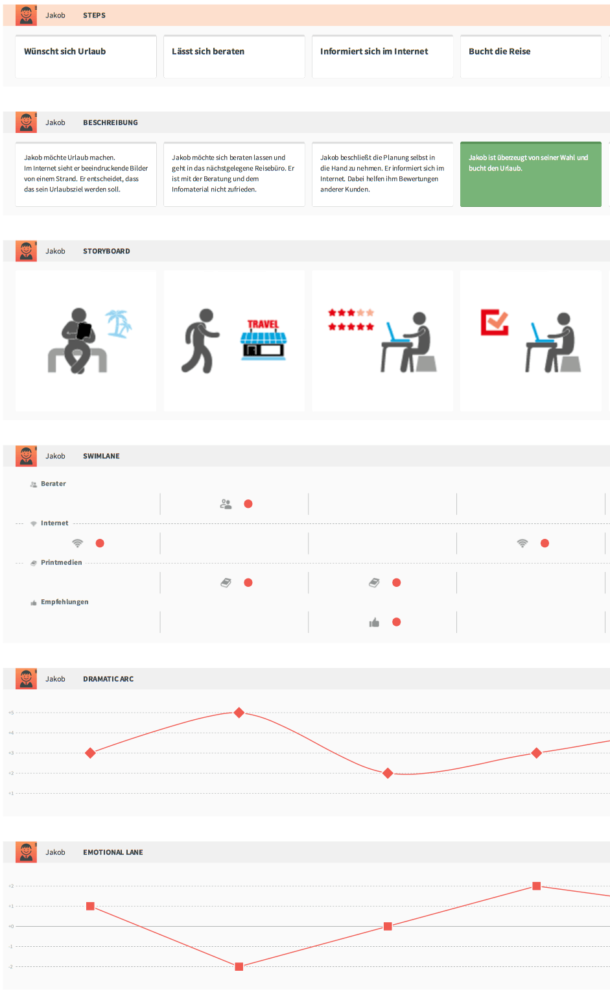 Jakob STEPS
Wünscht sich Urlaub
Lässt sich beraten
Informiert sich im Internet
Bucht die Reise
Jakob BESCHREIBUNG
Jakob möchte Urlaub machen.
Im Internet sieht er beeindruckende Bilder
von einem Strand. Er entscheidet, dass
das sein Urlaubsziel werden soll.
Jakob möchte sich beraten lassen und
geht in das nächstgelegene Reisebüro. Er
ist mit der Beratung und dem
Infomaterial nicht zufrieden.
Jakob beschließt die Planung selbst in
die Hand zu nehmen. Er informiert sich im
Internet. Dabei helfen ihm Bewertungen
anderer Kunden.
Jakob ist überzeugt von seiner Wahl und
bucht den Urlaub.
Jakob STORYBOARD
TRAVEL
Jakob SWIMLANE
Berater
Internet
Printmedien
Empfehlungen
Jakob DRAMATIC ARC
+5
+4
+3
+2
+1
Jakob EMOTIONAL LANE
+2
+1
+0
-1
-2